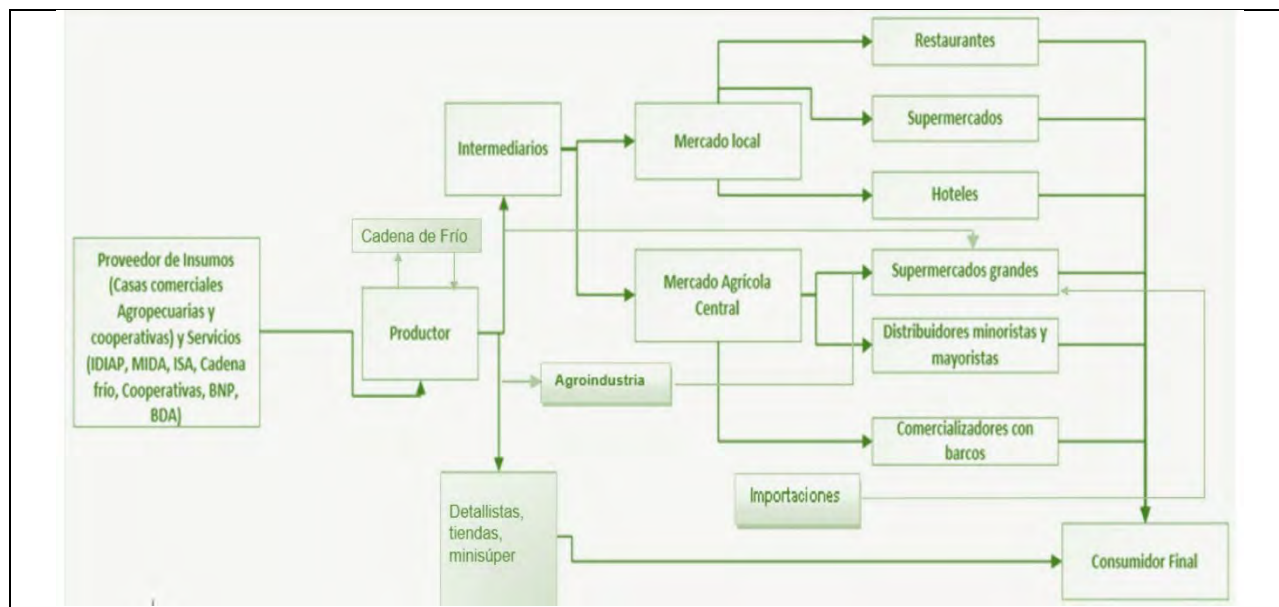 Restaurantes
Supermercados
Intermediarios
Mercado local
Hoteles
Cadena de Frío
Proveedor de Insumos
(Casas comerciales
Agropecuarias y
cooperativas) y Servicios
(IDIAP, MIDA, ISA, Cadena
frío, Cooperativas, BNP,
BDA)
Productor
Mercado Agrícola
Central
Supermercados grandes
Distribuidores minoristas y
mayoristas
Agroindustria
Comercializadores con
barcos
Importaciones
Detallistas,
tiendas,
minisúper
Consumidor Final